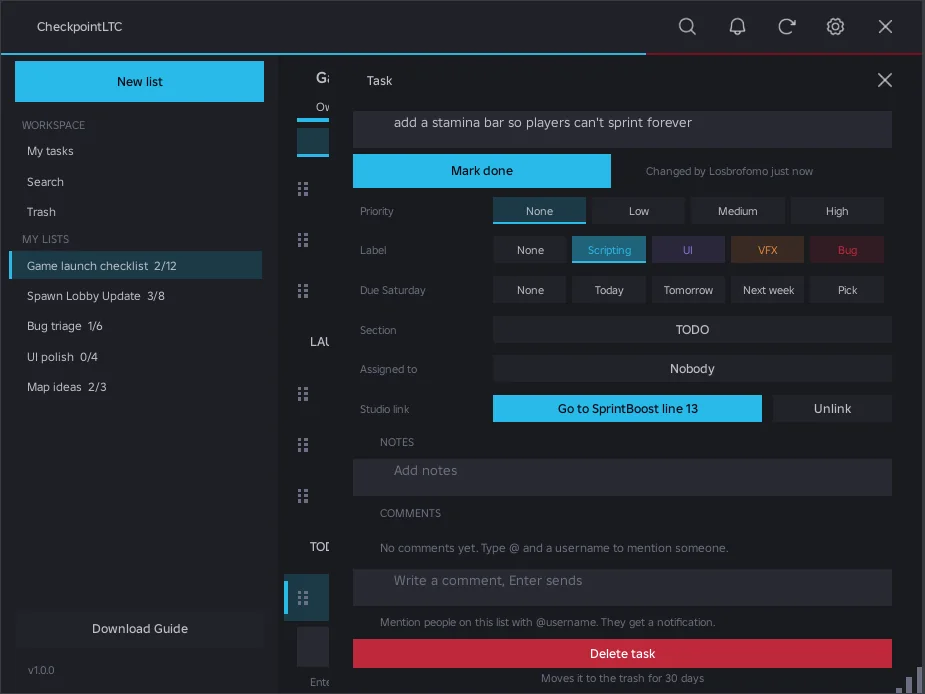 CheckpointLTC
New list
WORKSPACE
My tasks
Search
Trash
MY LISTS
Game launch checklist 2/12
Spawn Lobby Update 3/8
Bug triage 1/6
UI polish 0/4
Map ideas 2/3
Download Guide
v1.0.0
Ga
Ow
LAU
TOD
Ente
Task
add a stamina bar so players can't sprint forever
Mark done Changed by Losbrofomo just now
Priority None Low Medium High
Label None Scripting UI VFX Bug
Due Saturday None Today Tomorrow Next week Pick
Section TODO
Assigned to Nobody
Studio link Go to SprintBoost line 13 Unlink
NOTES
Add notes
COMMENTS
No comments yet. Type @ and a username to mention someone.
Write a comment, Enter sends
Mention people on this list with @username. They get a notification.
Delete task
Moves it to the trash for 30 days